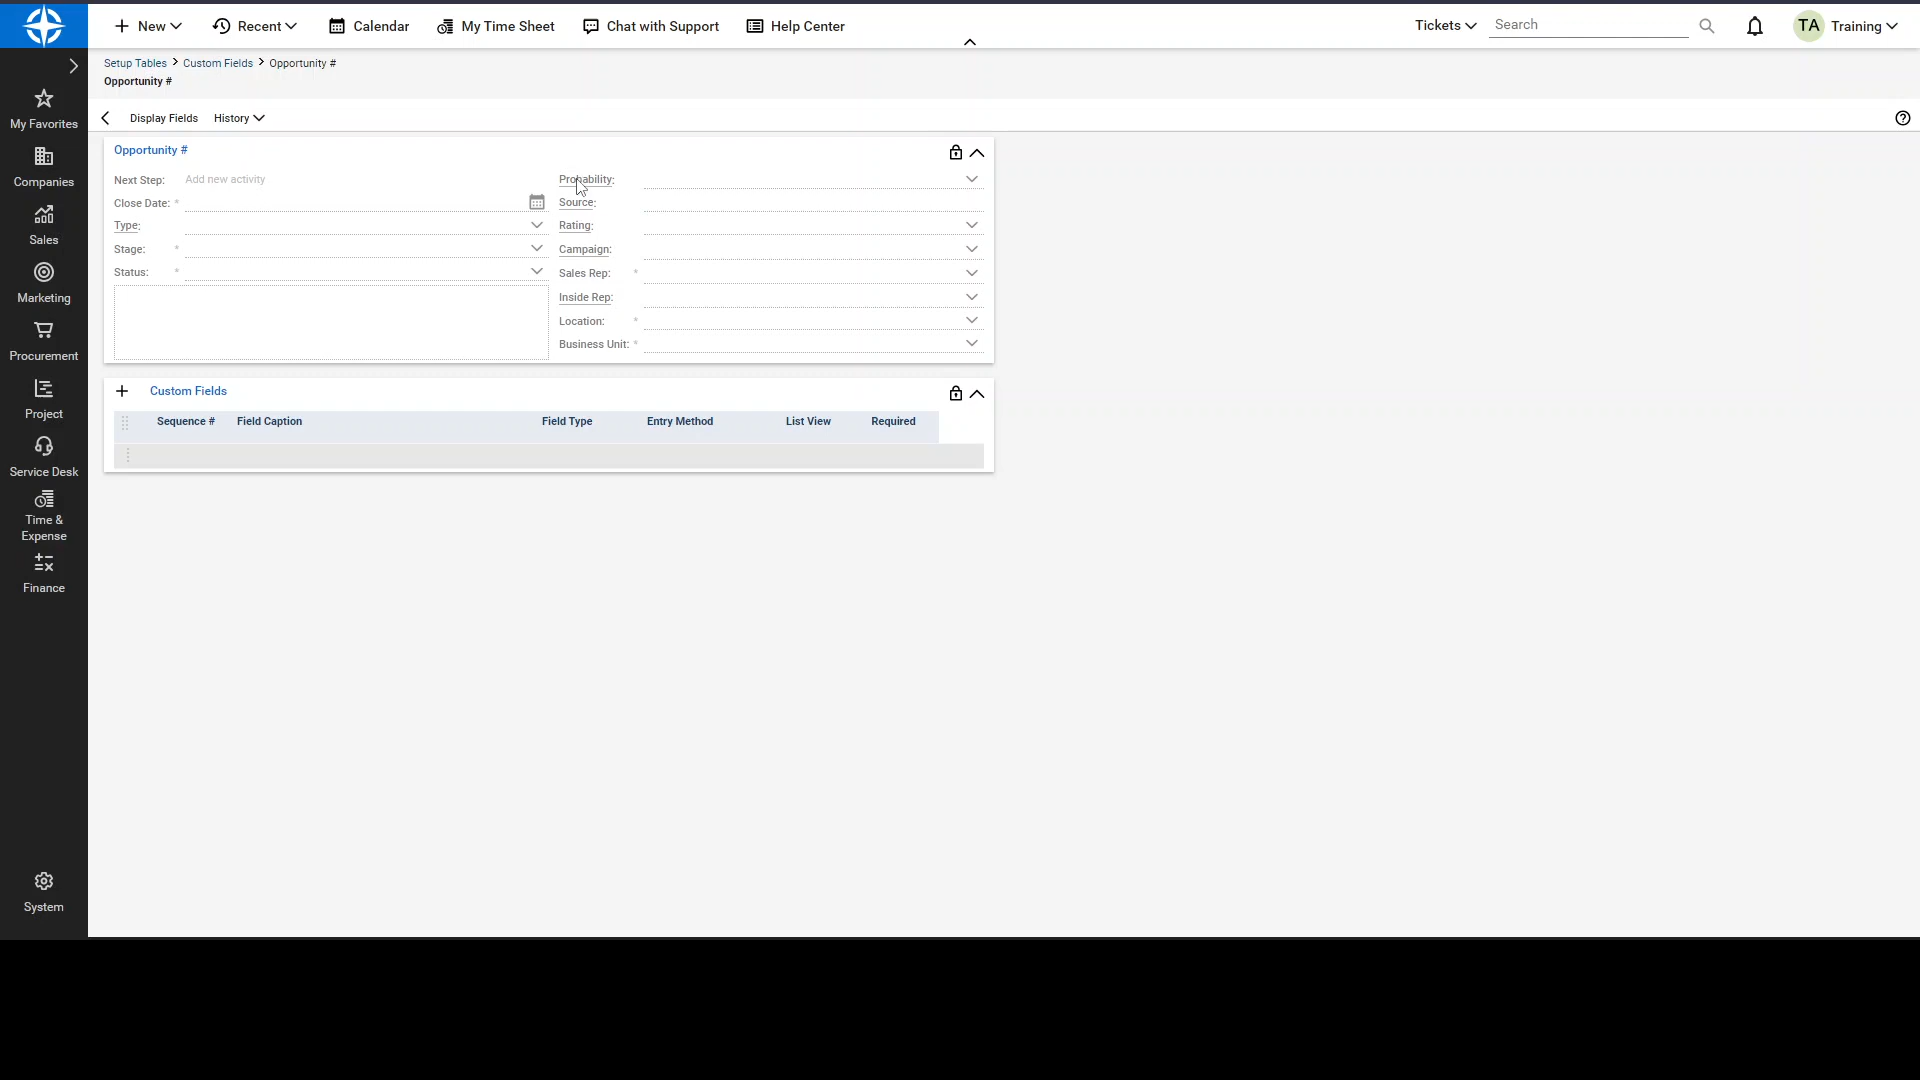 New Recent Calendar My Time Sheet Chat with Support Help Center Tickets Search TA Training
Setup Tables > Custom Fields > Opportunity #
Opportunity #
Display Fields History
My Favorites
Companies
Sales
Marketing
Procurement
Project
Service Desk
Time &
Expense
Finance
System
Opportunity #
Next Step: Add new activity
Close Date: *
Type:
Stage: *
Status: *
Probability:
Source:
Rating:
Campaign:
Sales Rep: *
Inside Rep:
Location: *
Business Unit: *
+ Custom Fields
Sequence # Field Caption Field Type Entry Method List View Required